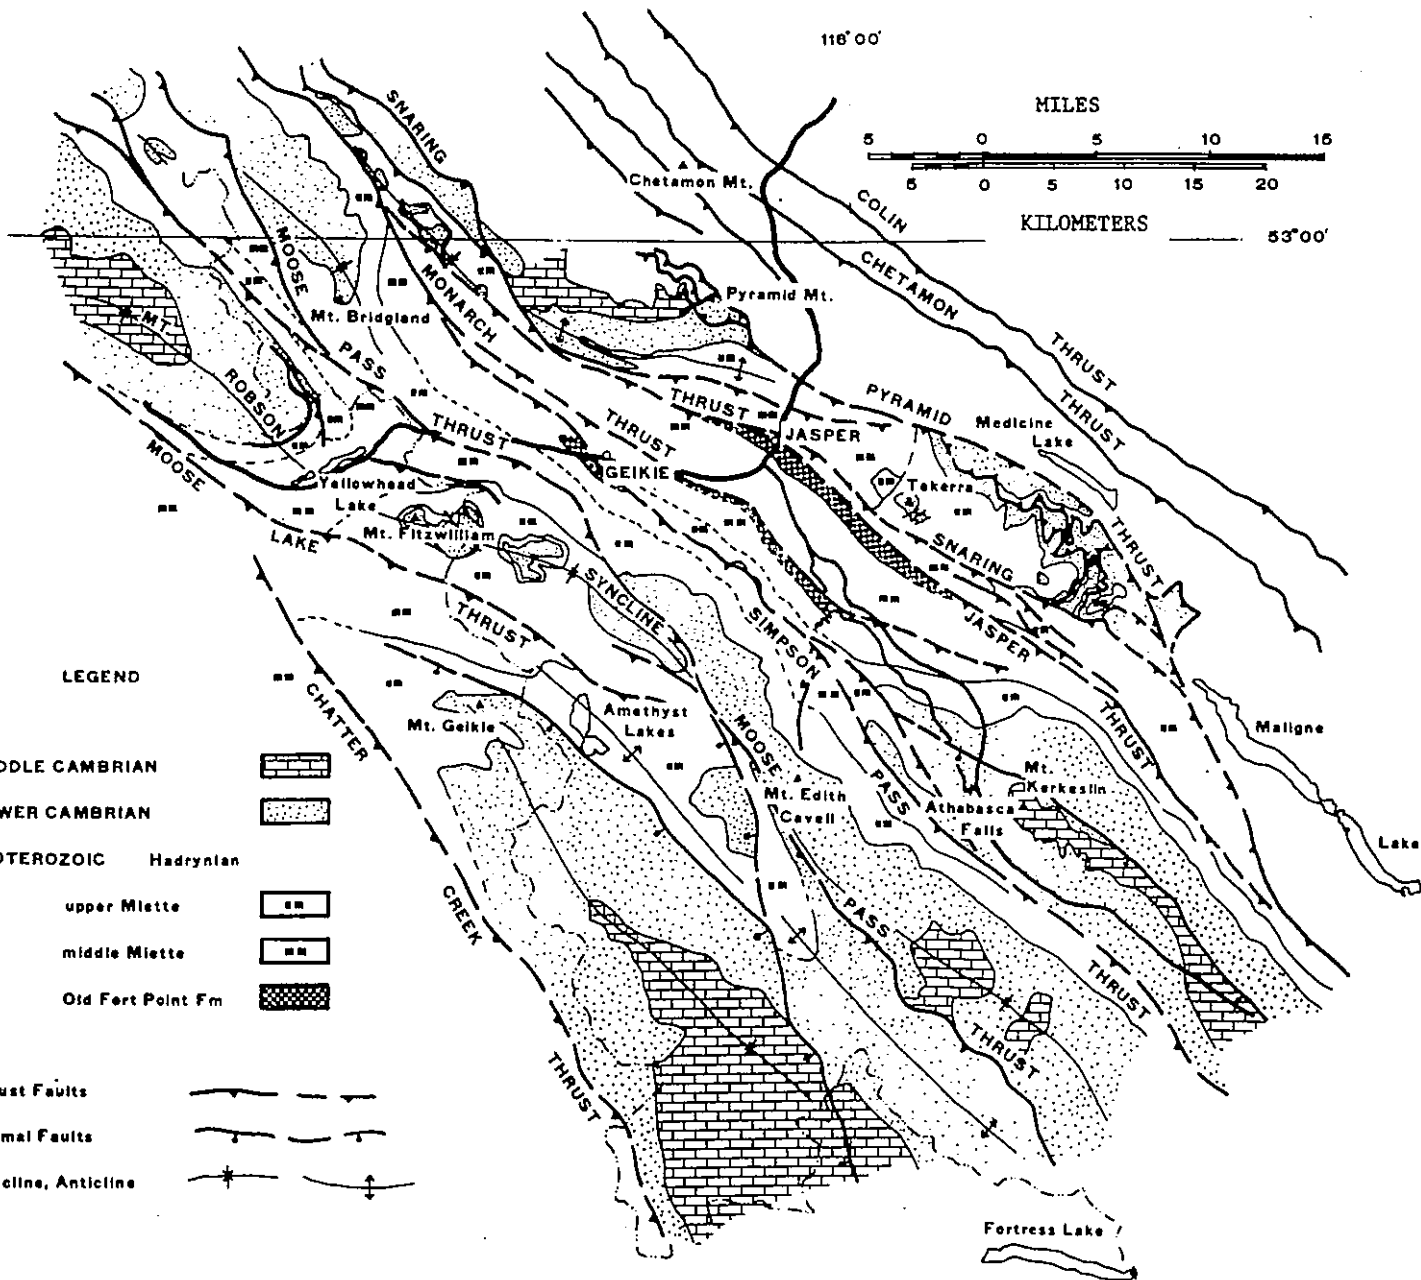 118° 00'
MILES
5 0 5 10 15
5 0 5 10 15 20
KILOMETERS
53° 00'
SNARING
Chetamon Mt.
COLIN
THRUST
CHETAMON
THRUST
MOOSE
PASS
THRUST
MONARCH
THRUST
Mt. Bridgland
Pyramid Mt.
MT.
ROBSON
SYNCLINE
THRUST
PYRAMID
THRUST
JASPER
Medicine
Lake
Tekerra
GEIKIE
Yellowhead
Lake
MOOSE
LAKE
THRUST
Mt. Fitzwilliam
SNARING
JASPER
THRUST
SIMPSON
PASS
THRUST
CHATTER
CREEK
THRUST
Mt. Geikie
Amethyst
Lakes
MOOSE
PASS
THRUST
Mt. Edith
Cavell
Athabasca
Falls
Mt.
Kerkeslin
Maligne
Lake
Fortress Lake
LEGEND
DDLE CAMBRIAN
WER CAMBRIAN
OTEROZOIC Hadrynian
upper Miette
middle Miette
Old Fort Point Fm
ust Faults
mal Faults
cline, Anticline